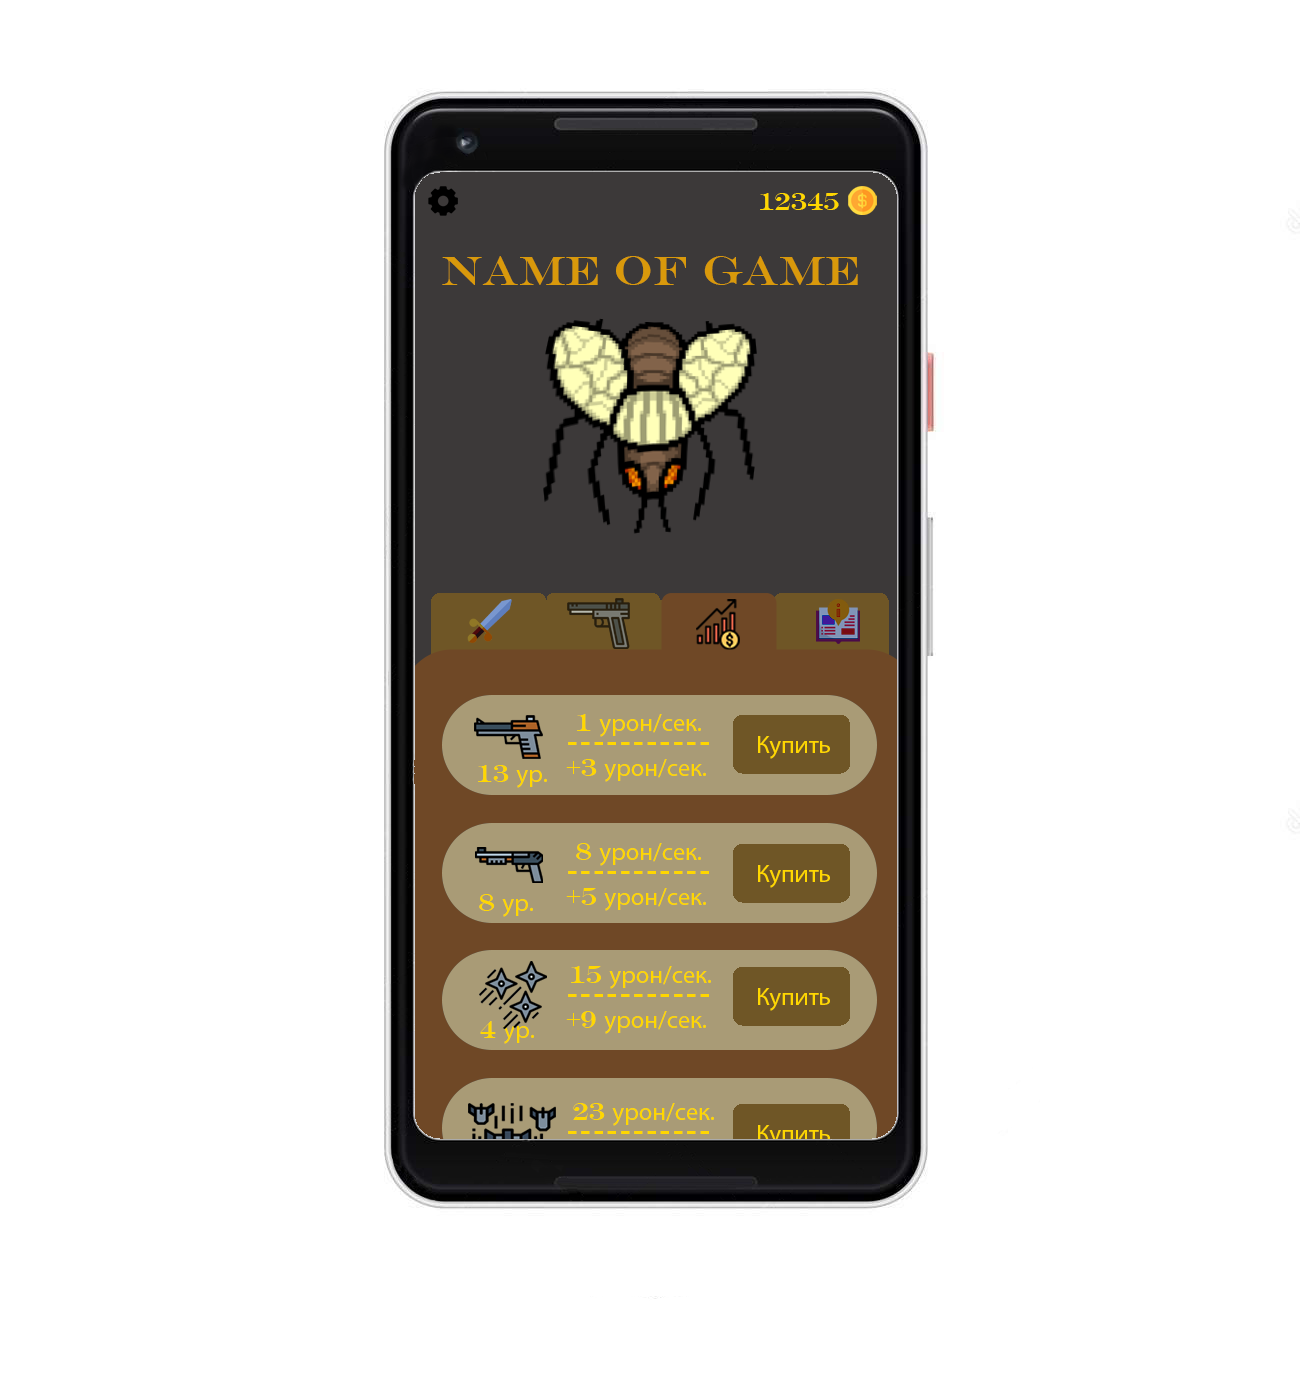 12345
NAME OF GAME
1 урон/сек.
+3 урон/сек.
13 ур.
Купить
8 урон/сек.
+5 урон/сек.
8 ур.
Купить
15 урон/сек.
+9 урон/сек.
4 ур.
Купить
23 урон/сек.
Купить